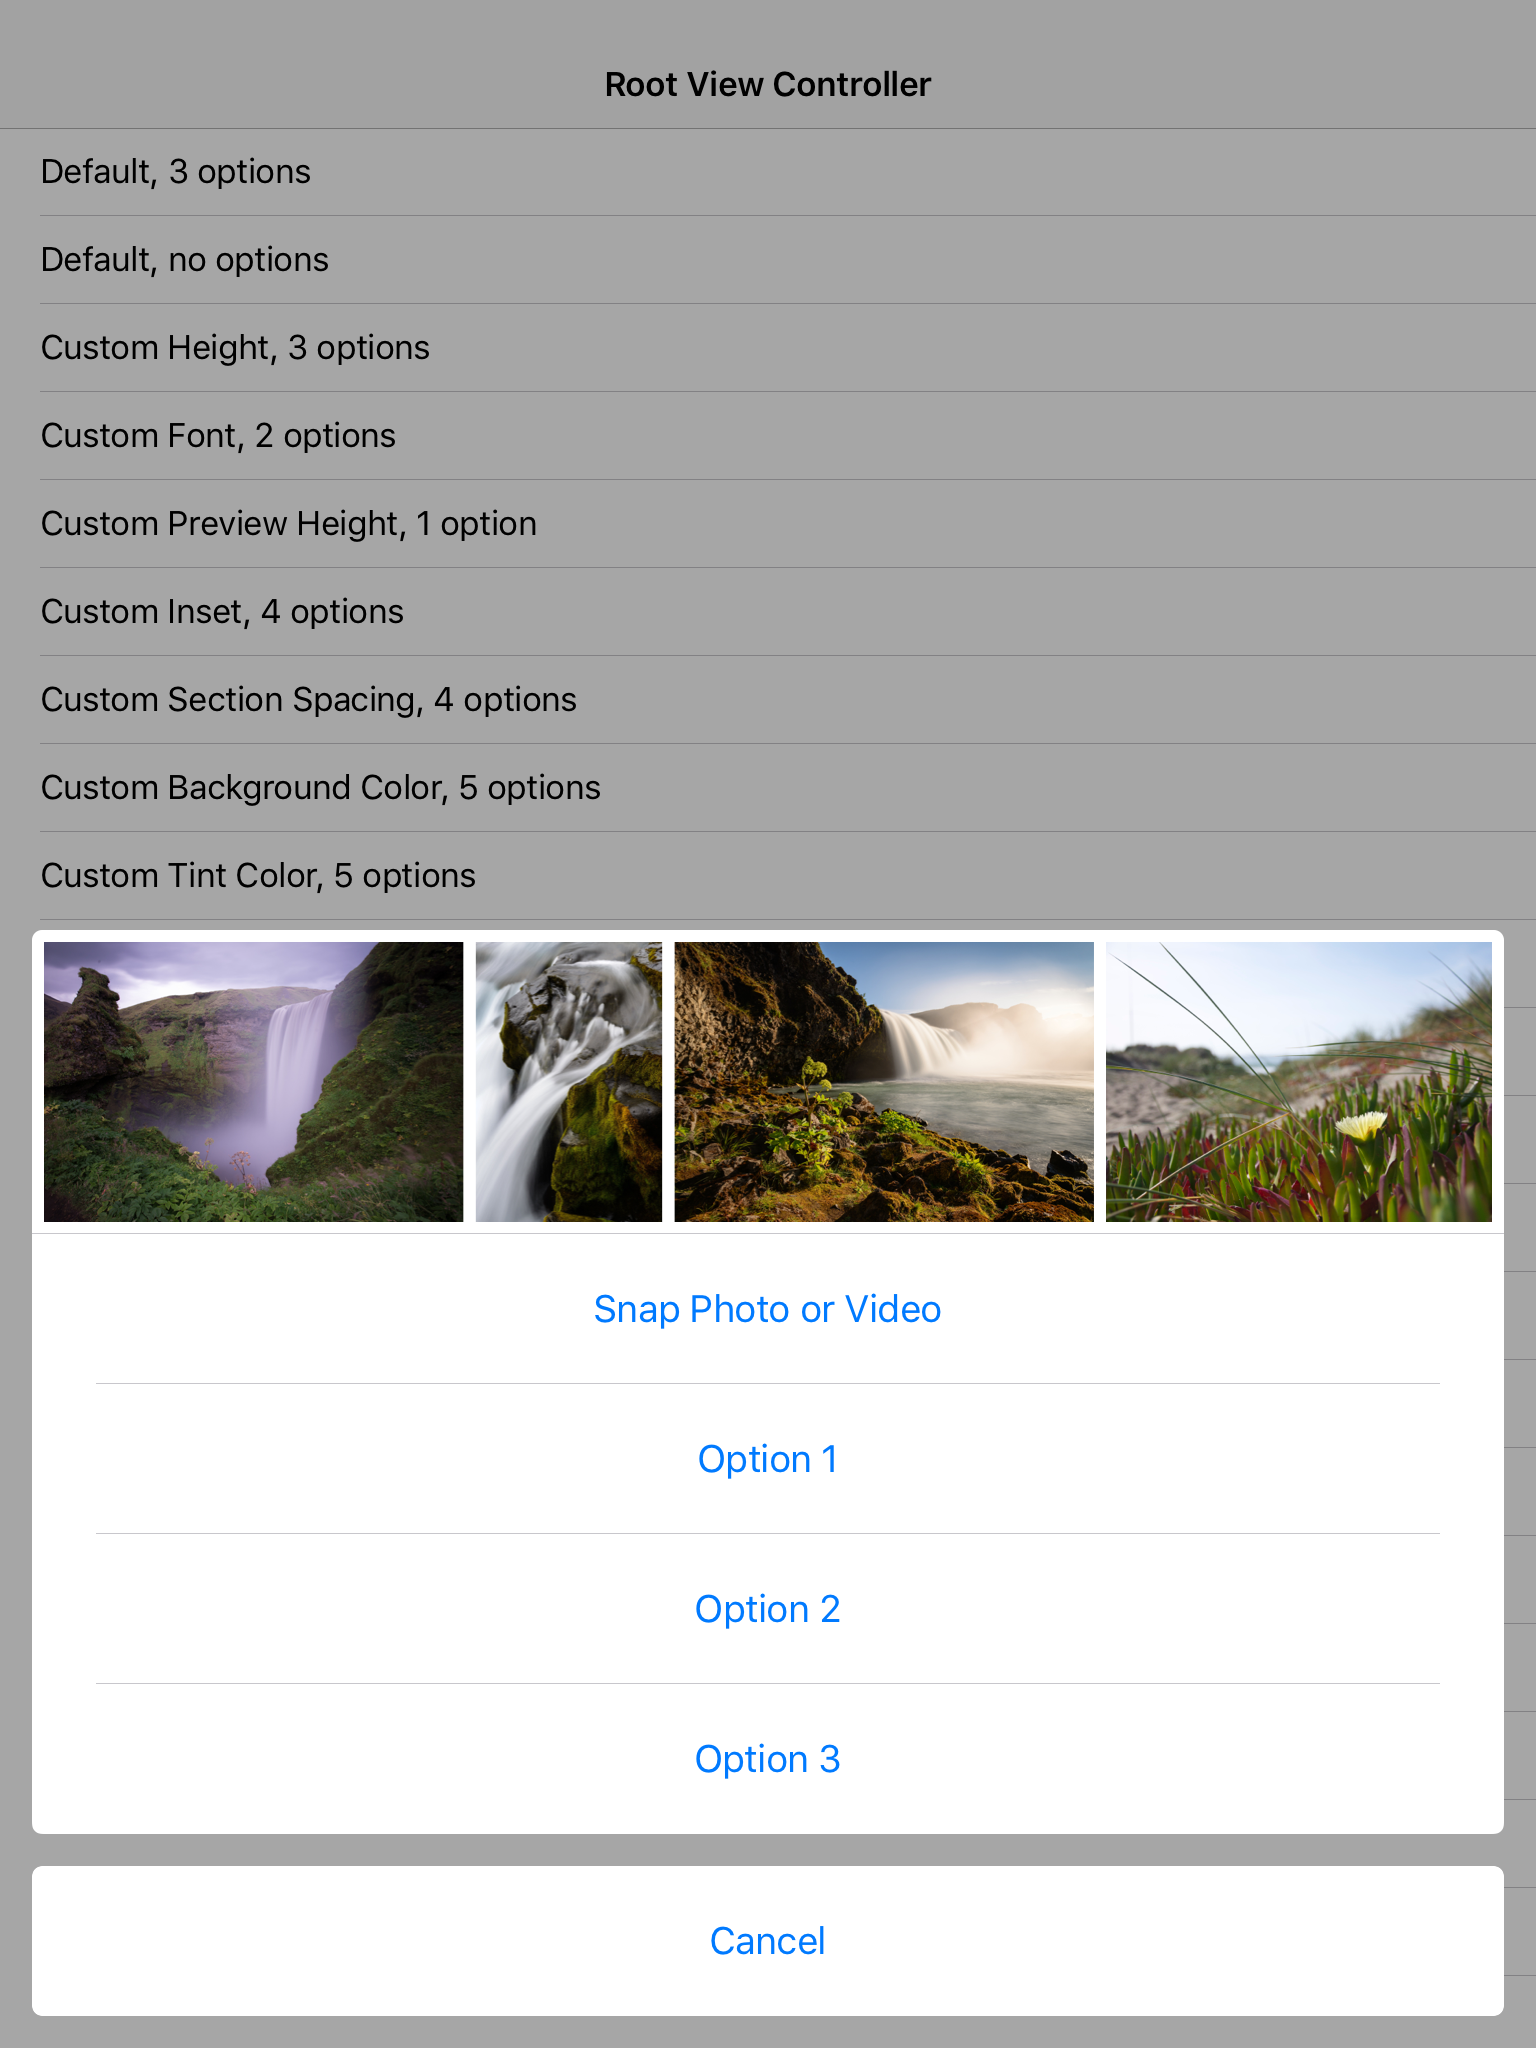 Root View Controller
Default, 3 options
Default, no options
Custom Height, 3 options
Custom Font, 2 options
Custom Preview Height, 1 option
Custom Inset, 4 options
Custom Section Spacing, 4 options
Custom Background Color, 5 options
Custom Tint Color, 5 options
Snap Photo or Video
Option 1
Option 2
Option 3
Cancel